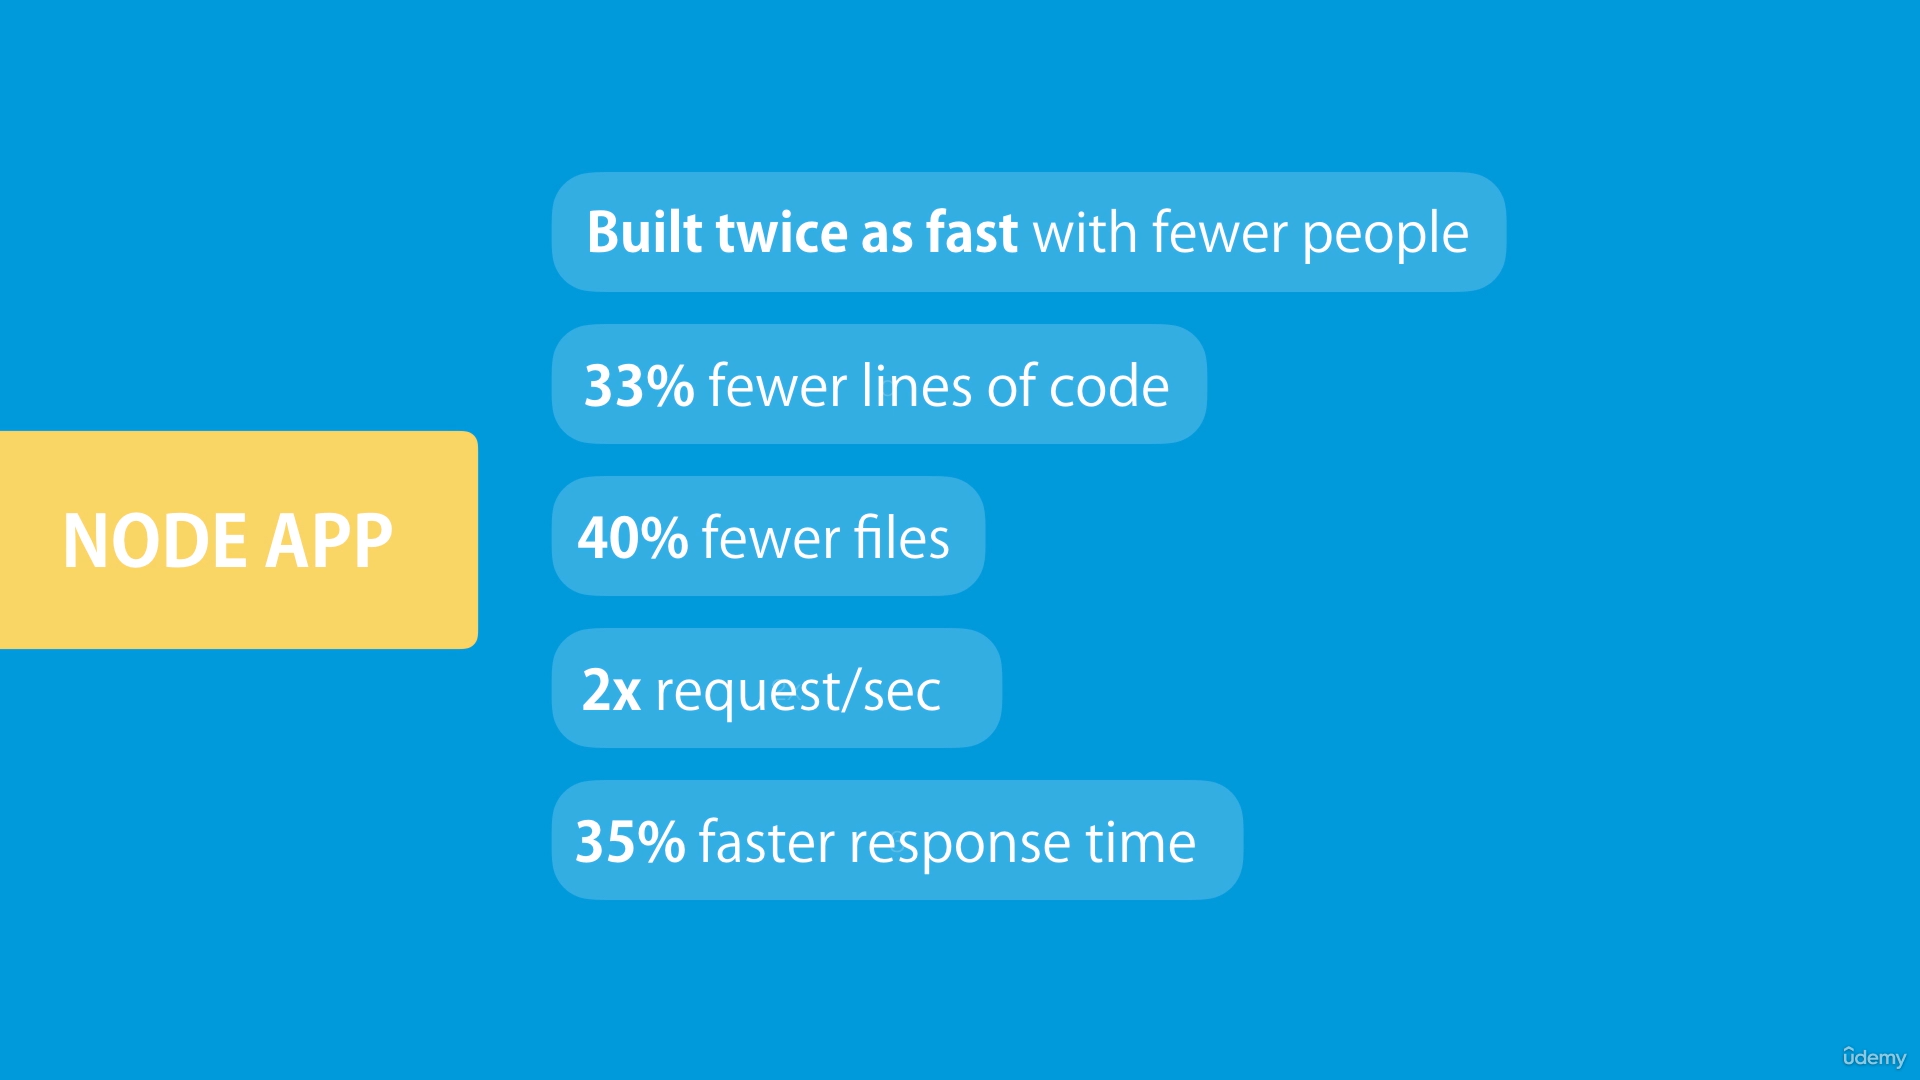 Built twice as fast with fewer people
33% fewer lines of code
40% fewer files
NODE APP
2x request/sec
35% faster response time
udemy